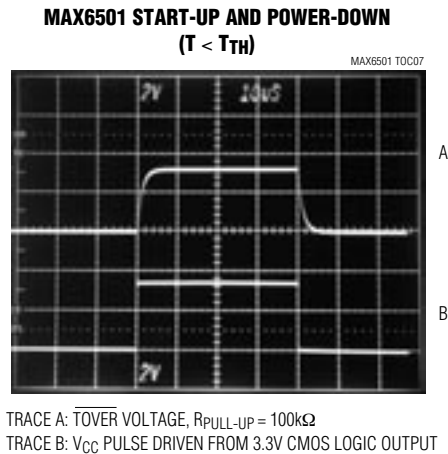 MAX6501 START-UP AND POWER-DOWN
(T < TTH)
MAX6501 TOC07
2V 10uS
A
B
2V
TRACE A: TOVER VOLTAGE, RPULL-UP = 100kΩ
TRACE B: VCC PULSE DRIVEN FROM 3.3V CMOS LOGIC OUTPUT